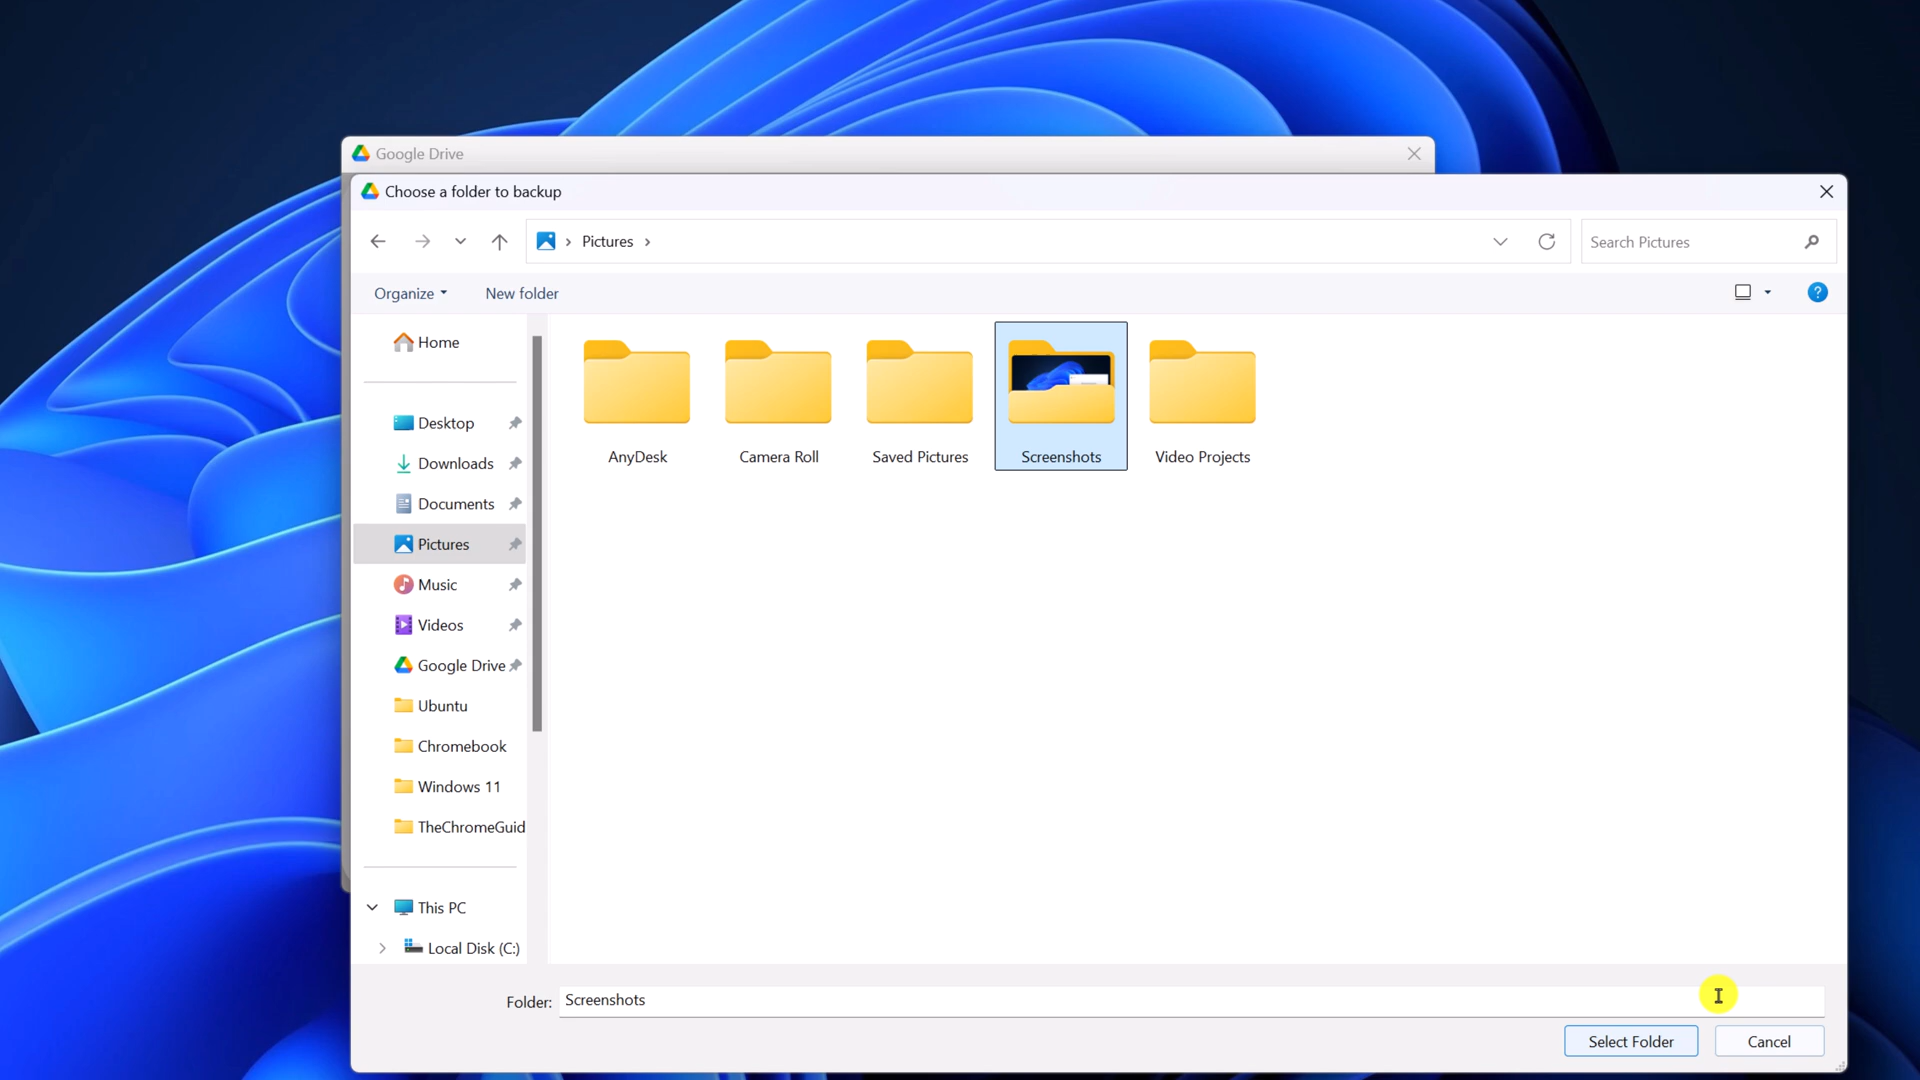 Google Drive
Choose a folder to backup
Pictures
Search Pictures
Organize
New folder
?
Home
Desktop
Downloads
Documents
Pictures
Music
Videos
Google Drive
Ubuntu
Chromebook
Windows 11
TheChromeGuid
This PC
Local Disk (C:)
AnyDesk
Camera Roll
Saved Pictures
Screenshots
Video Projects
Folder: Screenshots
Select Folder
Cancel